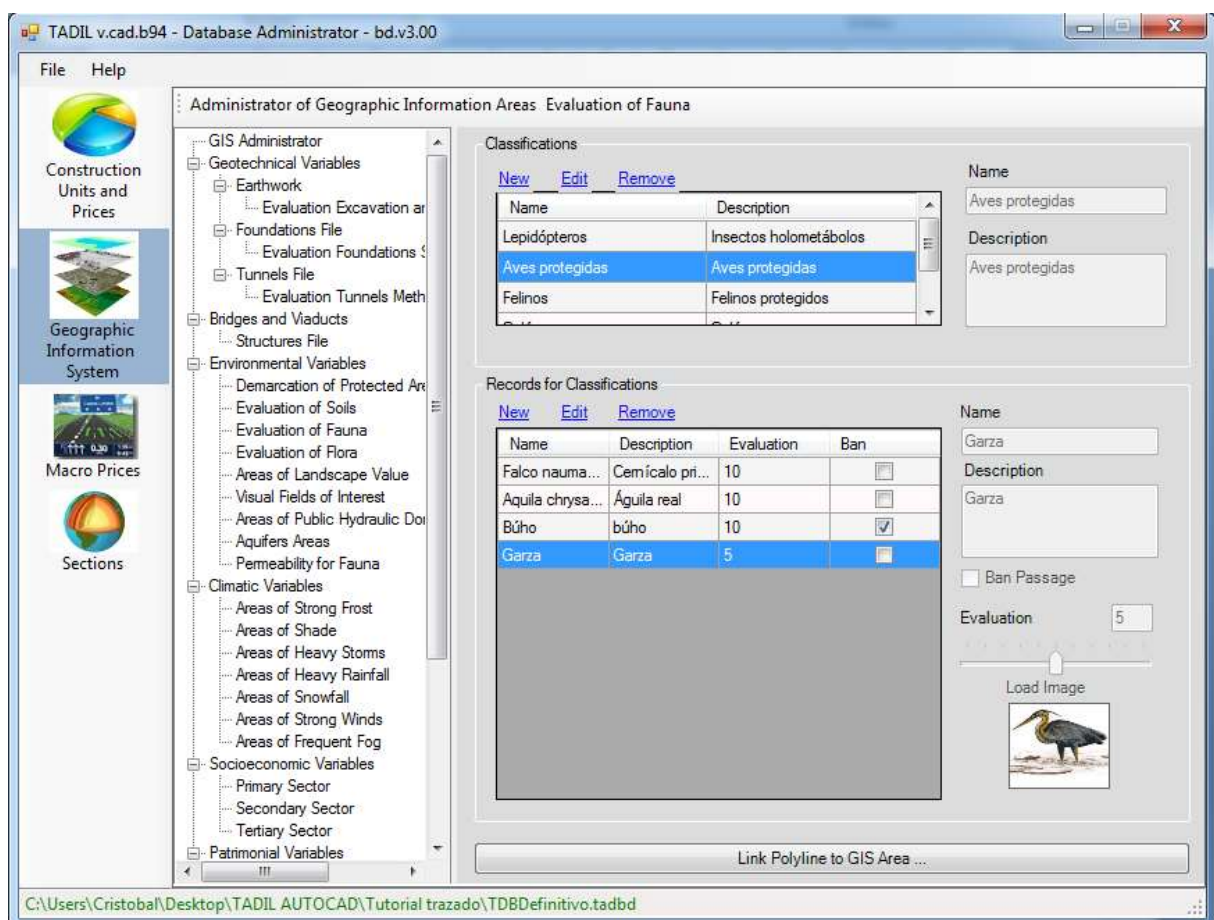 TADIL v.cad.b94 - Database Administrator - bd.v3.00
File Help
Construction
Units and
Prices
Geographic
Information
System
Macro Prices
Sections
Administrator of Geographic Information Areas Evaluation of Fauna
GIS Administrator
Geotechnical Variables
Earthwork
Evaluation Excavation ar
Foundations File
Evaluation Foundations S
Tunnels File
Evaluation Tunnels Meth
Bridges and Viaducts
Structures File
Environmental Variables
Demarcation of Protected Are
Evaluation of Soils
Evaluation of Fauna
Evaluation of Flora
Areas of Landscape Value
Visual Fields of Interest
Areas of Public Hydraulic Dor
Aquifers Areas
Permeability for Fauna
Climatic Variables
Areas of Strong Frost
Areas of Shade
Areas of Heavy Storms
Areas of Heavy Rainfall
Areas of Snowfall
Areas of Strong Winds
Areas of Frequent Fog
Socioeconomic Variables
Primary Sector
Secondary Sector
Tertiary Sector
Patrimonial Variables
Classifications
New Edit Remove
Name Description
Lepidópteros Insectos holometábolos
Aves protegidas Aves protegidas
Felinos Felinos protegidos
Name
Aves protegidas
Description
Aves protegidas
Records for Classifications
New Edit Remove
Name Description Evaluation Ban
Falco nauma... Cernícalo pri... 10
Aquila chrysa... Águila real 10
Búho búho 10
Garza Garza 5
Name
Garza
Description
Garza
Ban Passage
Evaluation 5
Load Image
Link Polyline to GIS Area ...
C:\Users\Cristobal\Desktop\TADIL AUTOCAD\Tutorial trazado\TDBDefinitivo.tadbd